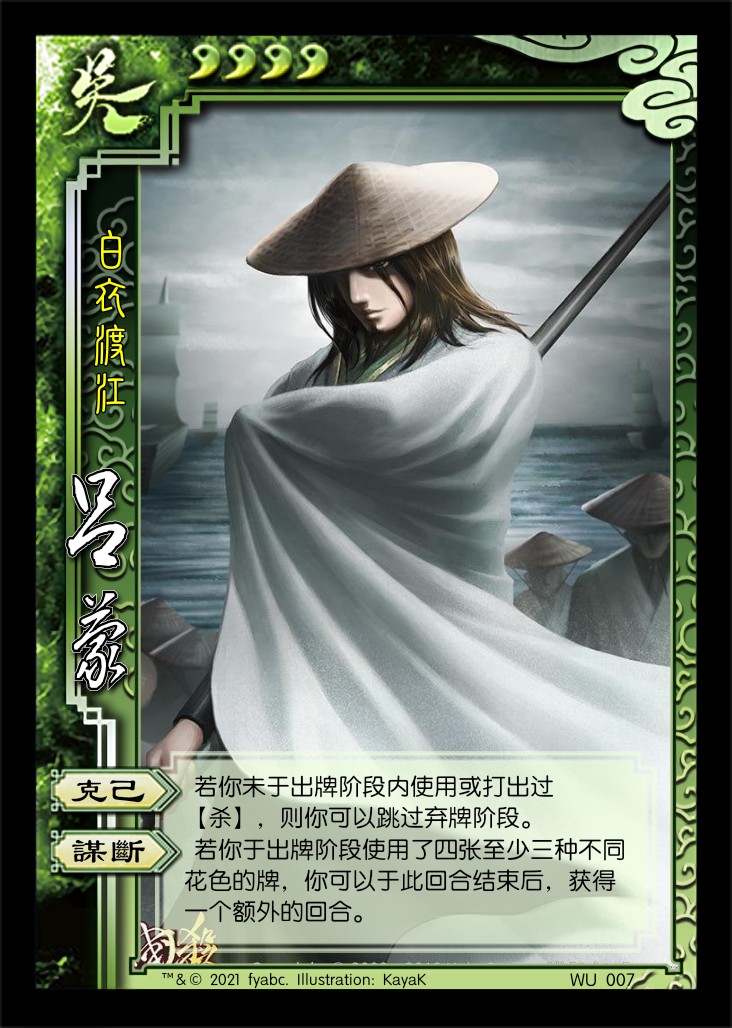 吴
白衣渡江
吕蒙
克己
若你未于出牌阶段内使用或打出过
【杀】，则你可以跳过弃牌阶段。
謀斷
若你于出牌阶段使用了四张至少三种不同
花色的牌，你可以于此回合结束后，获得
一个额外的回合。
™&© 2021 fyabc. Illustration: KayaK
WU 007